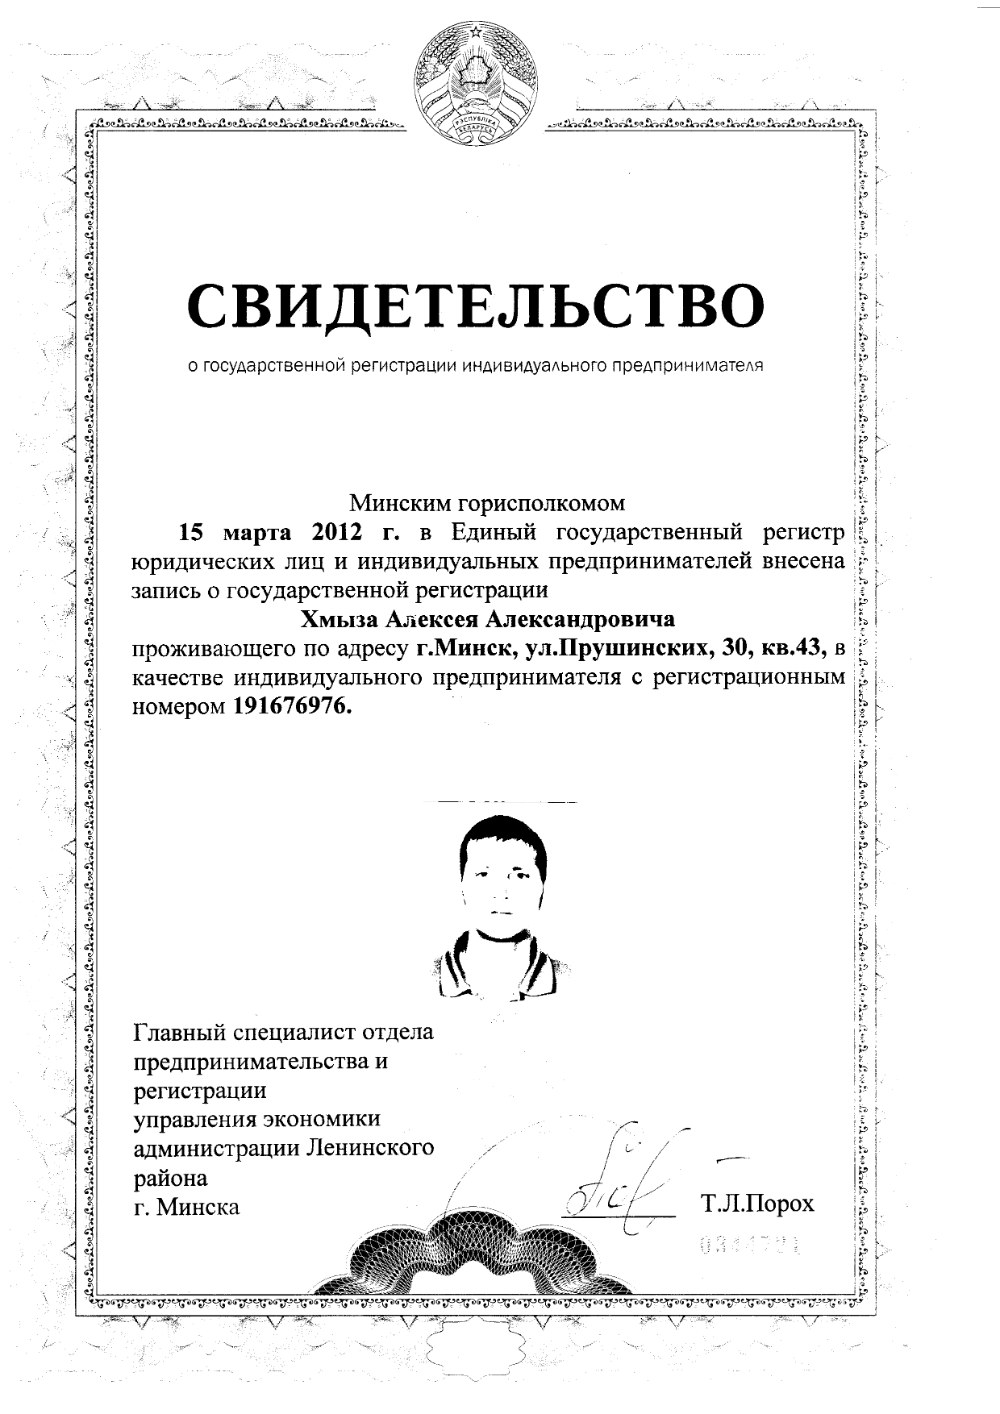 РЭСПУБЛІКА
БЕЛАРУСЬ
СВИДЕТЕЛЬСТВО
о государственной регистрации индивидуального предпринимателя
Минским горисполкомом
15 марта 2012 г. в Единый государственный регистр
юридических лиц и индивидуальных предпринимателей внесена
запись о государственной регистрации
Хмыза Алексея Александровича
проживающего по адресу г.Минск, ул.Прушинских, 30, кв.43, в
качестве индивидуального предпринимателя с регистрационным
номером 191676976.
Главный специалист отдела
предпринимательства и
регистрации
управления экономики
администрации Ленинского
района
г. Минска
Т.Л.Порох